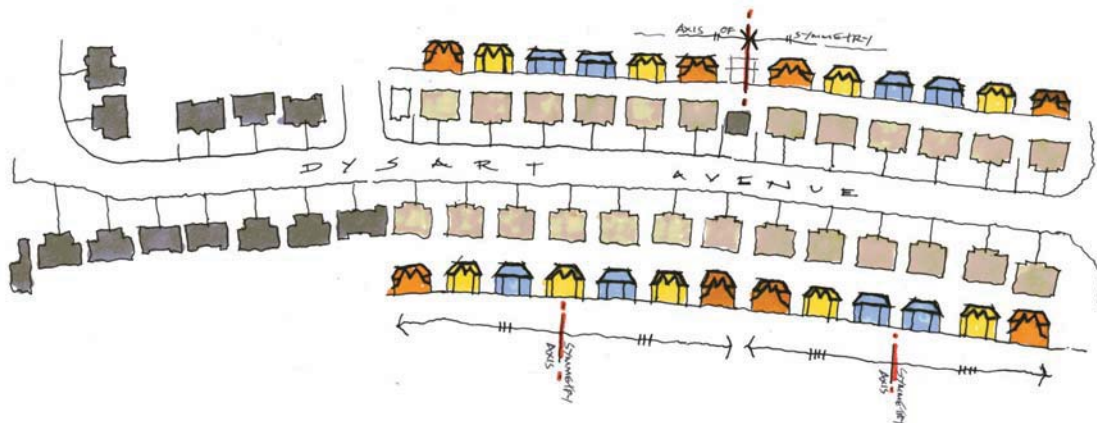 AXIS OF SYMMETRY
DYSART AVENUE
SYMMETRY
AXIS
SYMMETRY
AXIS